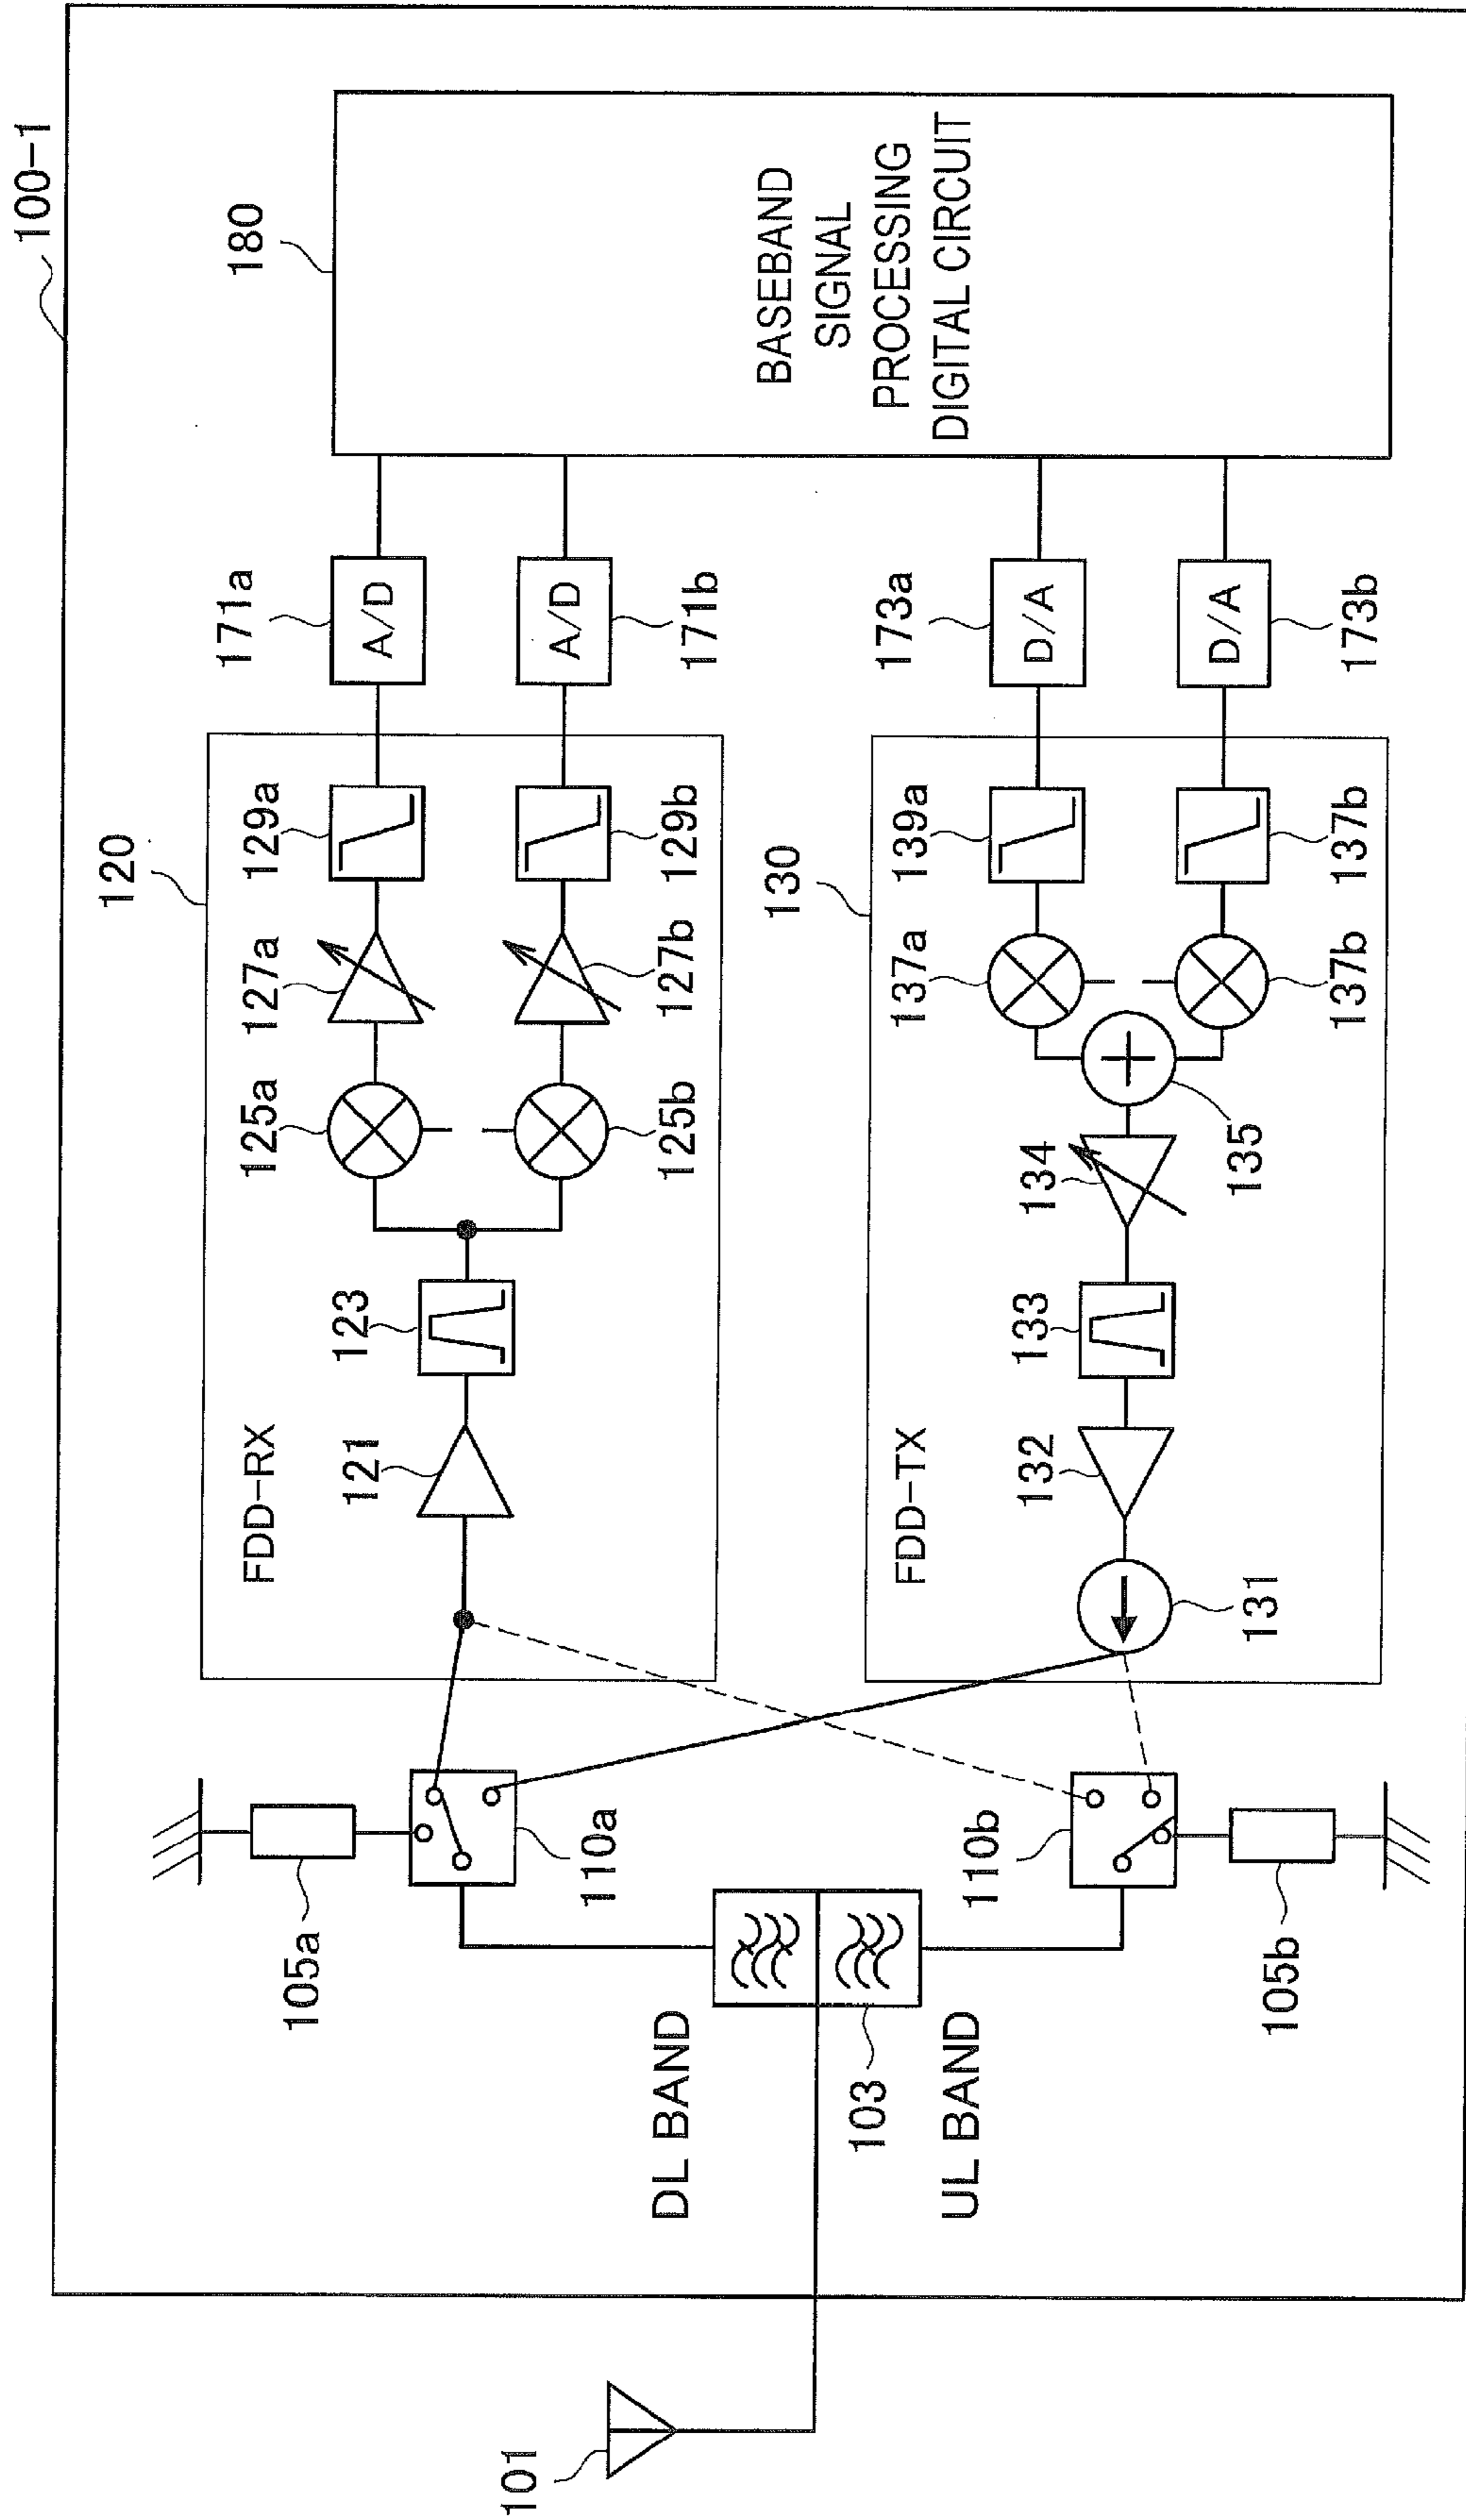 100-1
180
BASEBAND
SIGNAL
PROCESSING
DIGITAL CIRCUIT
171a
A/D
A/D
171b
173a
D/A
D/A
173b
120
129a
129b
127a
127b
125a
125b
123
121
FDD-RX
130
139a
137b
137a
137b
135
134
133
132
131
FDD-TX
110a
105a
110b
105b
DL BAND
103
UL BAND
101